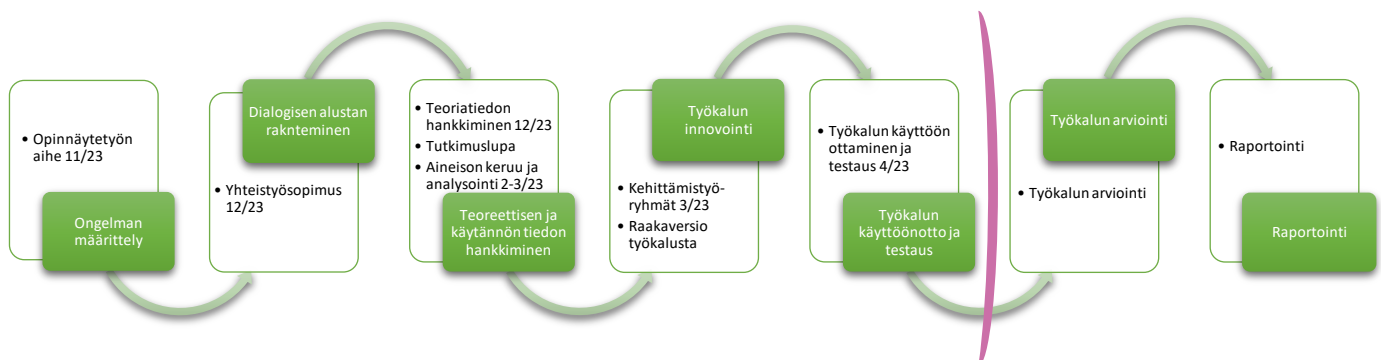 • Opinnäytetyön
aihe 11/23
Ongelman
määrittely
Dialogisen alustan
raknteminen
• Yhteistyösopimus
12/23
• Teoriatiedon
hankkiminen 12/23
• Tutkimuslupa
• Aineison keruu ja
analysointi 2-3/23
Teoreettisen ja
käytännön tiedon
hankkiminen
Työkalun
innovointi
• Kehittämistyö-
ryhmät 3/23
• Raakaversio
työkalusta
• Työkalun käyttöön
ottaminen ja
testaus 4/23
Työkalun
käyttöönotto ja
testaus
Työkalun arviointi
• Työkalun arviointi
• Raportointi
Raportointi